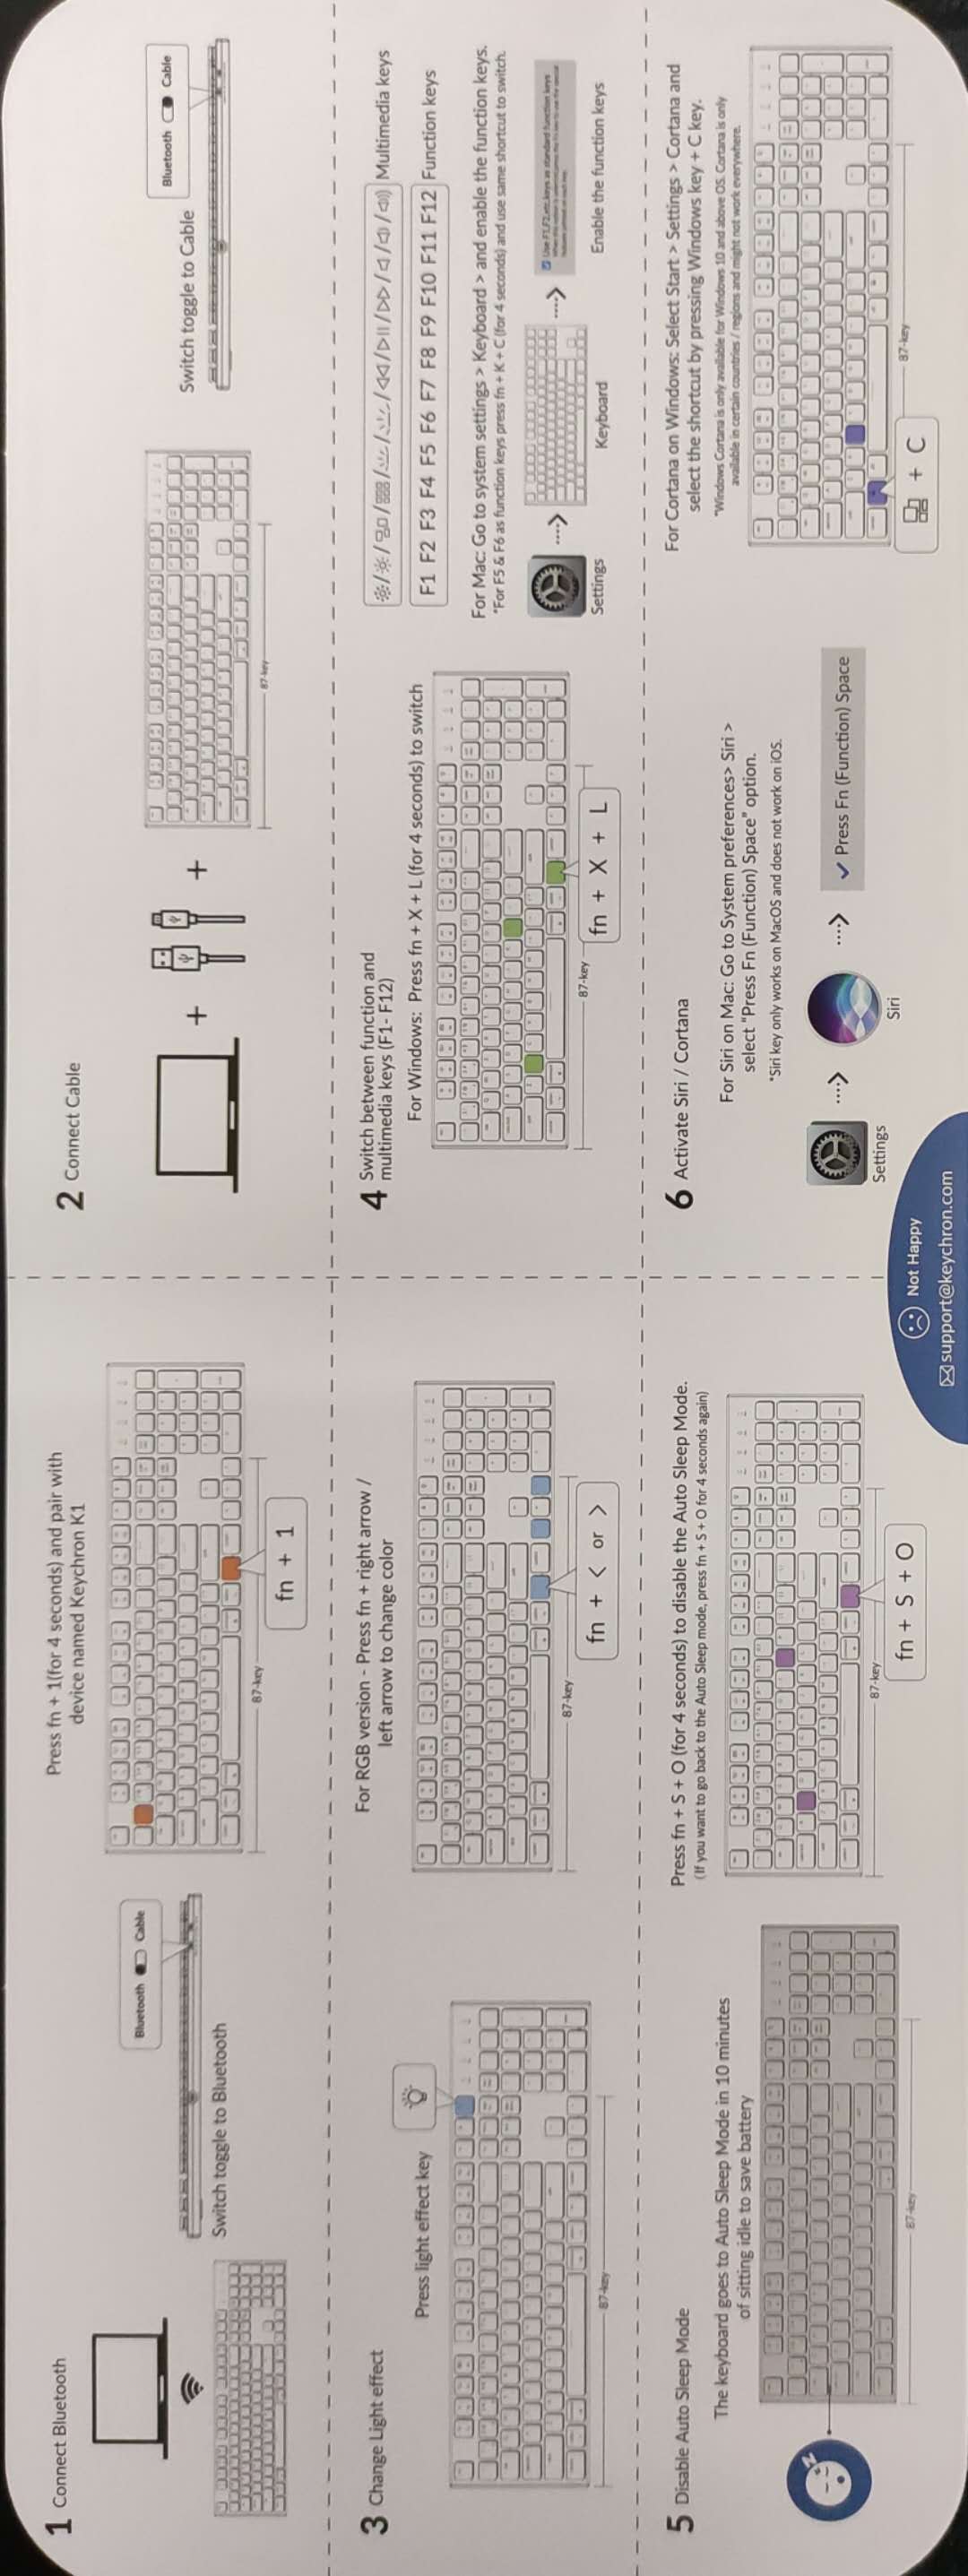 1 Connect Bluetooth
Bluetooth Cable
Switch toggle to Bluetooth
Press fn + 1(for 4 seconds) and pair with
device named Keychron K1
87-key
fn + 1
2 Connect Cable
87-key
Switch toggle to Cable
Bluetooth Cable
3 Change Light effect
Press light effect key
87-key
For RGB version - Press fn + right arrow /
left arrow to change color
87-key
fn + < or >
4 Switch between function and
multimedia keys (F1- F12)
For Windows: Press fn + X + L (for 4 seconds) to switch
87-key
fn + X + L
Multimedia keys
F1 F2 F3 F4 F5 F6 F7 F8 F9 F10 F11 F12 Function keys
For Mac: Go to system settings > Keyboard > and enable the function keys.
*For F5 & F6 as function keys press fn + K + C (for 4 seconds) and use same shortcut to switch.
Use F1,F2,etc.keys as standard function keys
Settings
Keyboard
Enable the function keys
5 Disable Auto Sleep Mode
The keyboard goes to Auto Sleep Mode in 10 minutes
of sitting idle to save battery
87-key
Press fn + S + O (for 4 seconds) to disable the Auto Sleep Mode.
(If you want to go back to the Auto Sleep mode, press fn + S + O for 4 seconds again)
87-key
fn + S + O
6 Activate Siri / Cortana
For Siri on Mac: Go to System preferences> Siri >
select "Press Fn (Function) Space" option.
*Siri key only works on MacOS and does not work on iOS.
Settings
Siri
Press Fn (Function) Space
For Cortana on Windows: Select Start > Settings > Cortana and
select the shortcut by pressing Windows key + C key.
*Windows Cortana is only available for Windows 10 and above OS. Cortana is only
available in certain countries / regions and might not work everywhere.
87-key
+ C
Not Happy
support@keychron.com